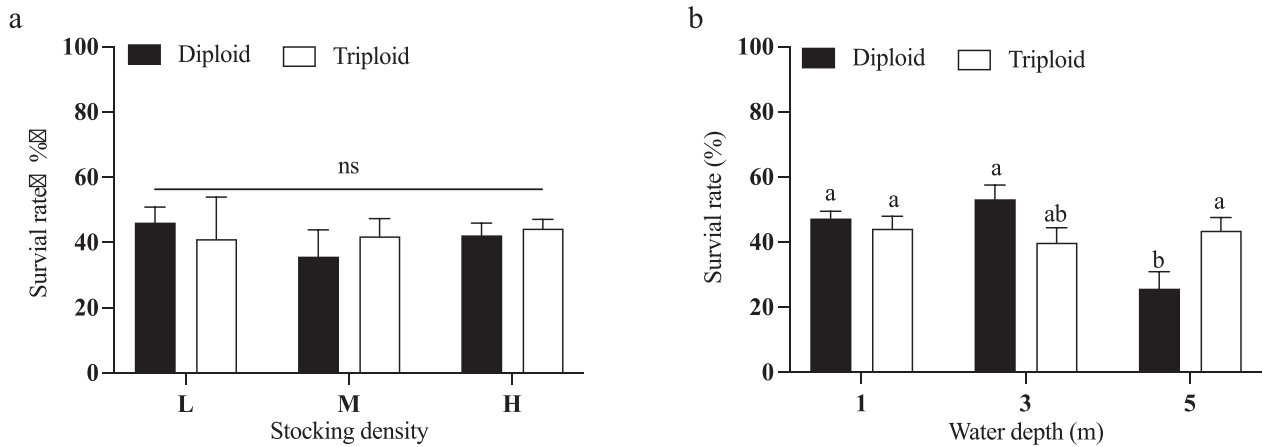 a
100
80
60
40
20
0
Survial rate▯ %▯
Diploid
Triploid
ns
L
M
H
Stocking density
b
100
80
60
40
20
0
Survial rate (%)
Diploid
Triploid
a
a
a
ab
b
a
1
3
5
Water depth (m)